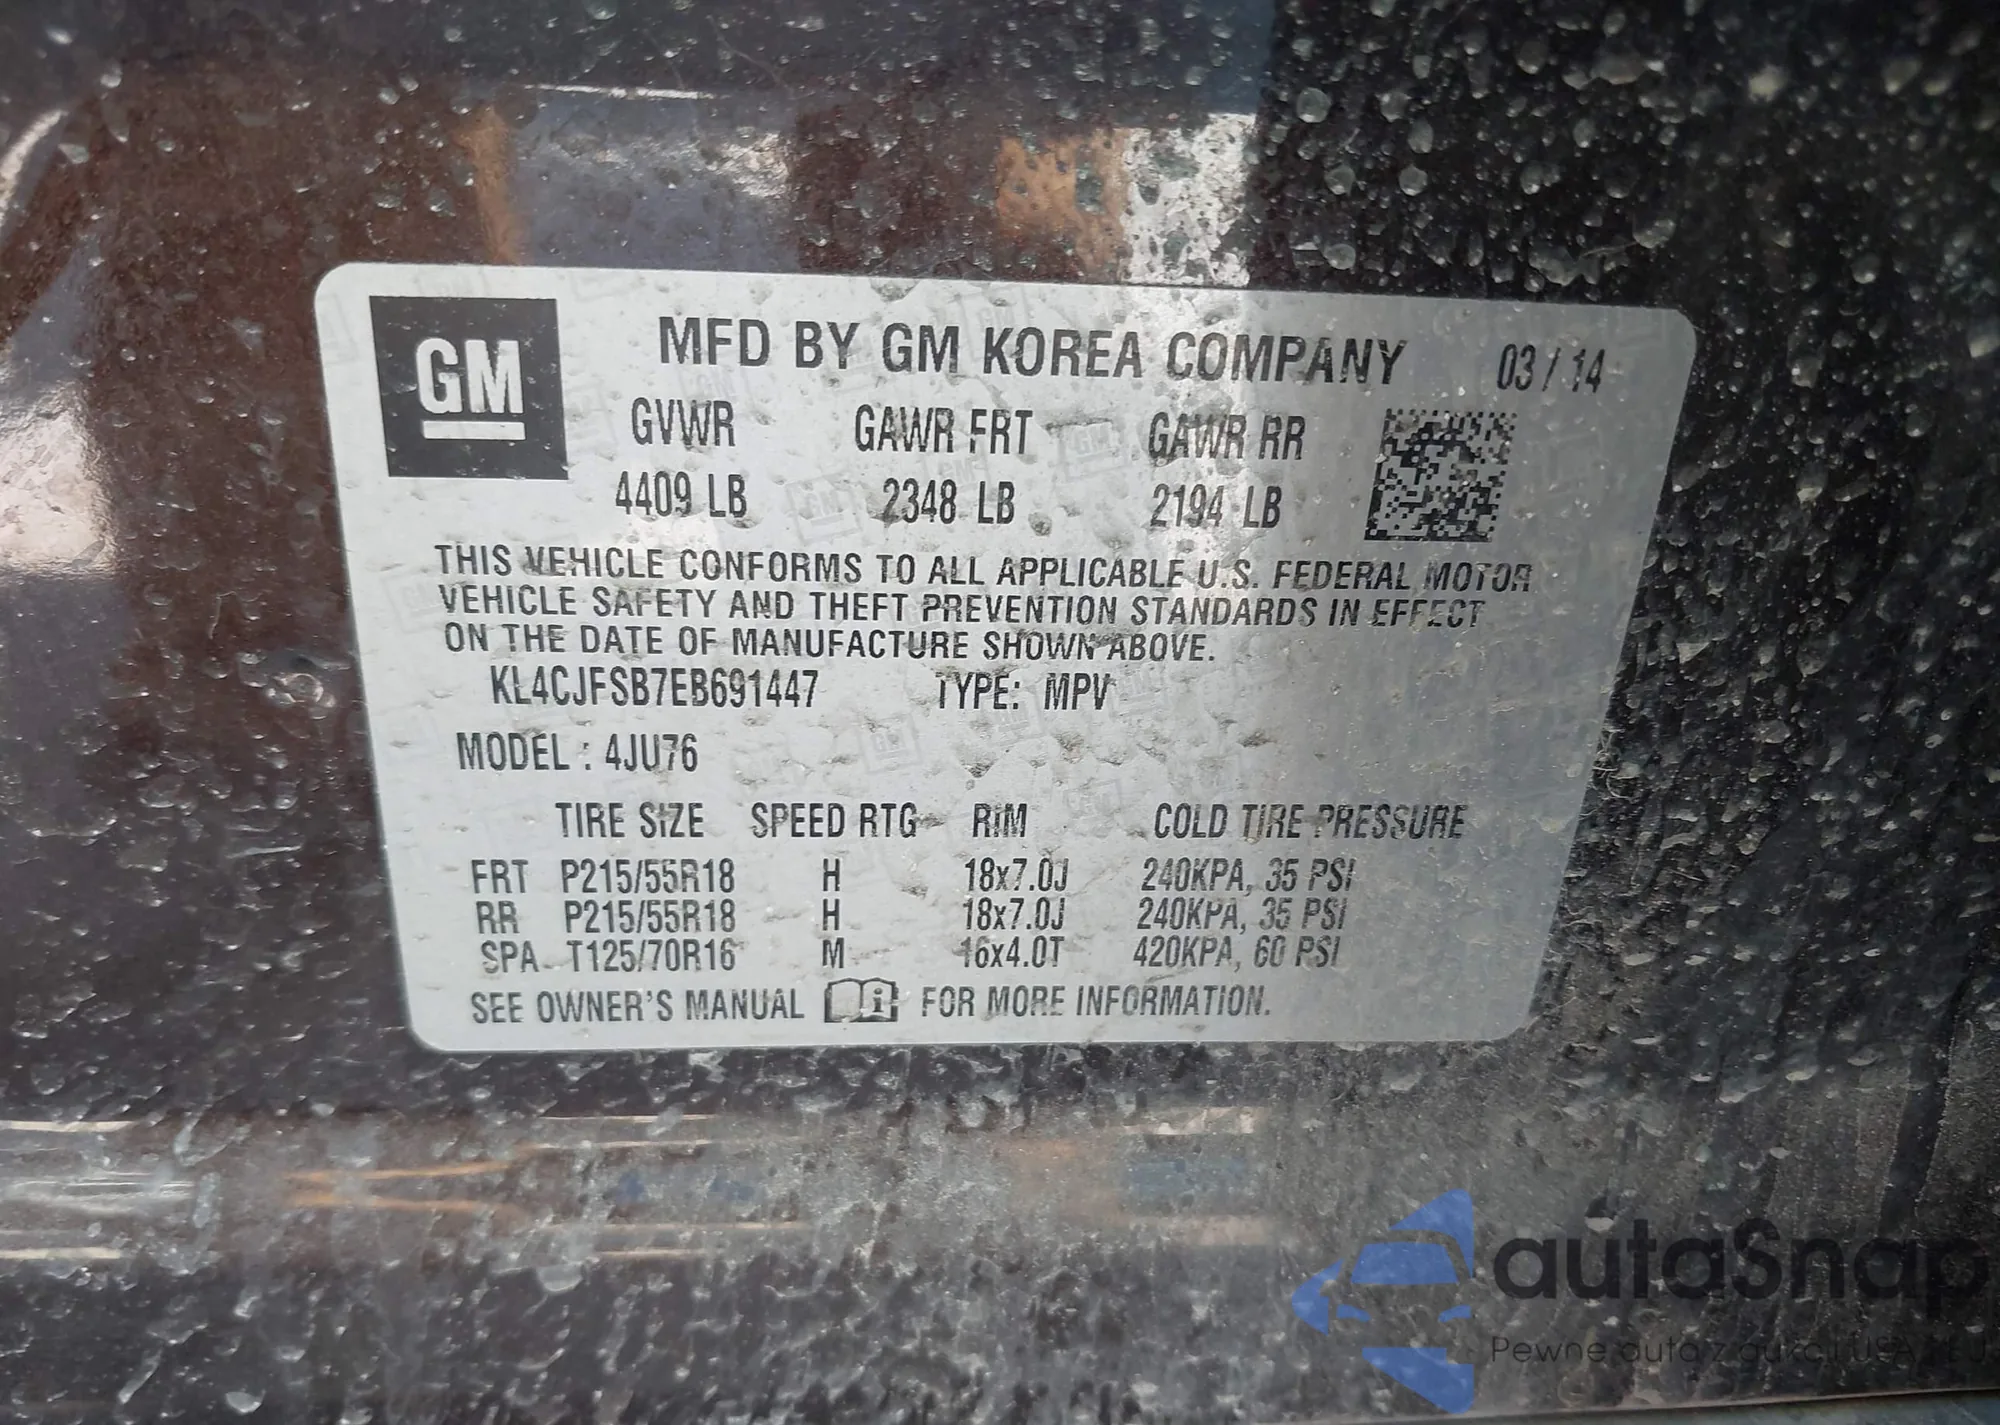 GM
MFD BY GM KOREA COMPANY 03/14
GVWR GAWR FRT GAWR RR
4409 LB 2348 LB 2194 LB
THIS VEHICLE CONFORMS TO ALL APPLICABLE U.S. FEDERAL MOTOR
VEHICLE SAFETY AND THEFT PREVENTION STANDARDS IN EFFECT
ON THE DATE OF MANUFACTURE SHOWN ABOVE.
KL4CJFSB7EB691447 TYPE: MPV
MODEL : 4JU76
TIRE SIZE SPEED RTG RIM COLD TIRE PRESSURE
FRT P215/55R18 H 18x7.0J 240KPA, 35 PSI
RR P215/55R18 H 18x7.0J 240KPA, 35 PSI
SPA T125/70R16 M 16x4.0T 420KPA, 60 PSI
SEE OWNER'S MANUAL FOR MORE INFORMATION.
autaSnap
Pewne auta z aukcji USA